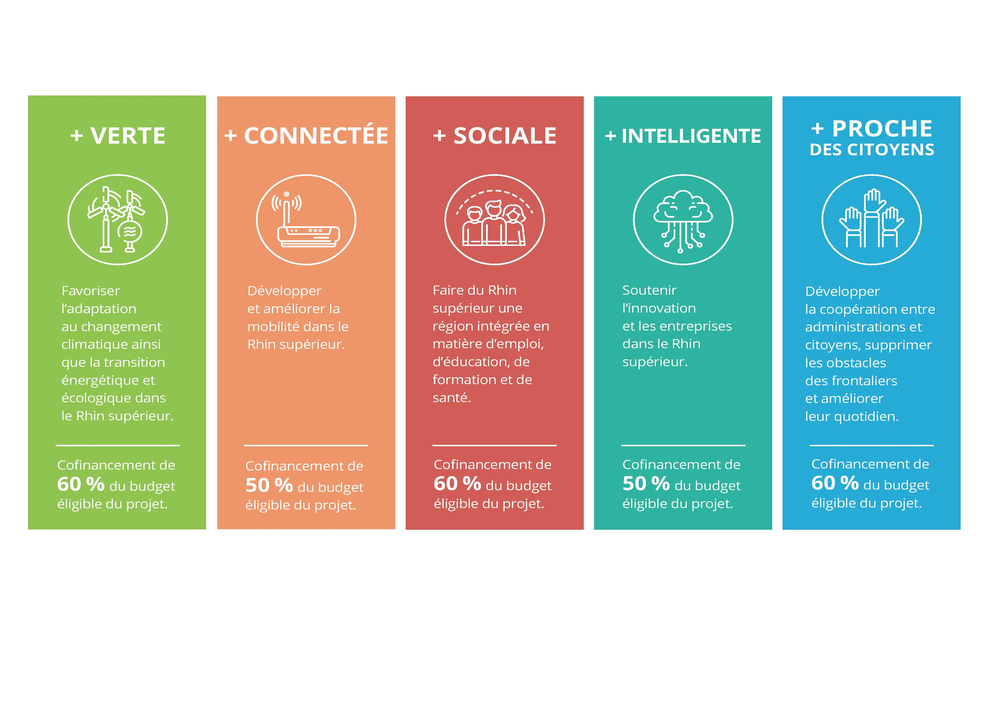 + VERTE
Favoriser
l’adaptation
au changement
climatique ainsi
que la transition
énergétique et
écologique dans
le Rhin supérieur.
Cofinancement de
60 % du budget
éligible du projet.
+ CONNECTÉE
Développer
et améliorer la
mobilité dans le
Rhin supérieur.
Cofinancement de
50 % du budget
éligible du projet.
+ SOCIALE
Faire du Rhin
supérieur une
région intégrée en
matière d’emploi,
d’éducation, de
formation et de
santé.
Cofinancement de
60 % du budget
éligible du projet.
+ INTELLIGENTE
Soutenir
l’innovation
et les entreprises
dans le Rhin
supérieur.
Cofinancement de
50 % du budget
éligible du projet.
+ PROCHE
DES CITOYENS
Développer
la coopération entre
administrations et
citoyens, supprimer
les obstacles
des frontaliers
et améliorer
leur quotidien.
Cofinancement de
60 % du budget
éligible du projet.